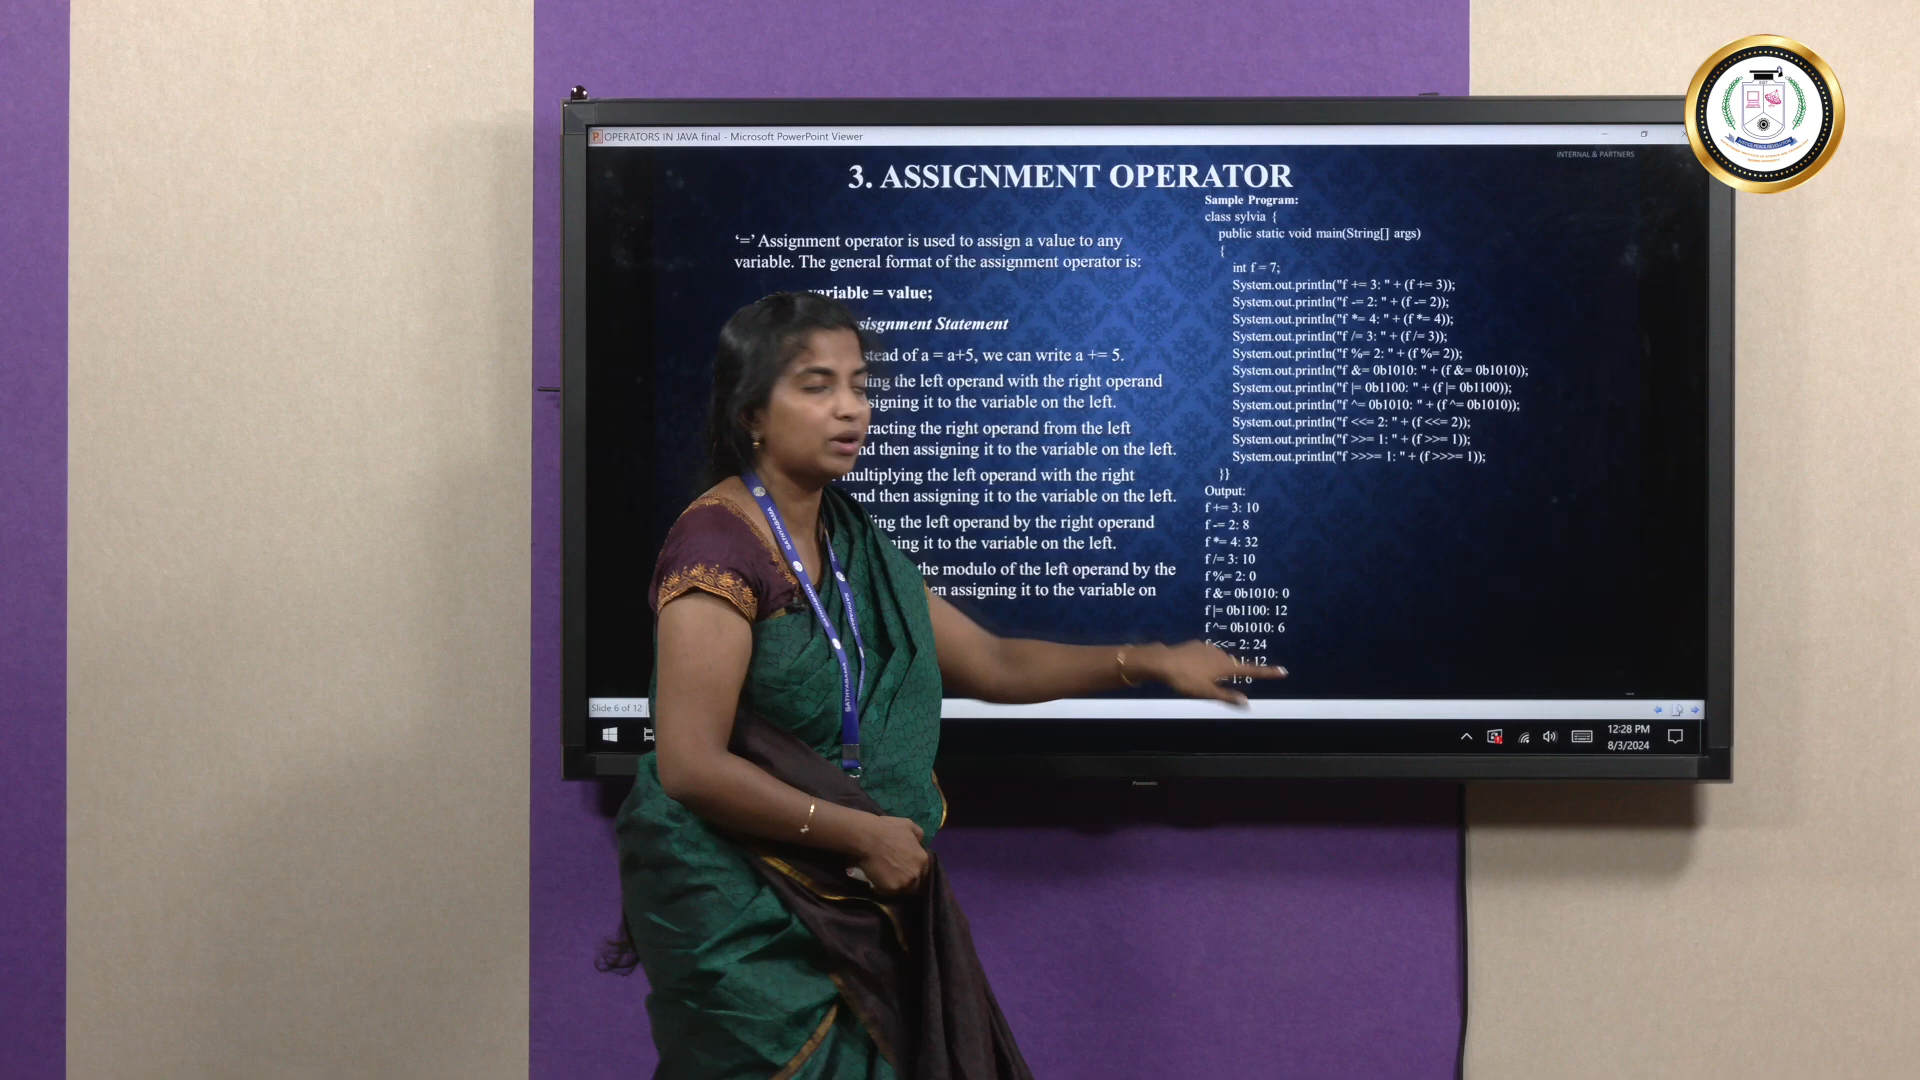 OPERATORS IN JAVA final - Microsoft PowerPoint Viewer
INTERNAL & PARTNERS
3. ASSIGNMENT OPERATOR
‘=’ Assignment operator is used to assign a value to any
variable. The general format of the assignment operator is:
variable = value;
Statement
of a = a+5, we can write a += 5.
the left operand with the right operand
it to the variable on the left.
the right operand from the left
then assigning it to the variable on the left.
multiplying the left operand with the right
and then assigning it to the variable on the left.
the left operand by the right operand
it to the variable on the left.
the modulo of the left operand by the
assigning it to the variable on
Sample Program:
class sylvia {
public static void main(String[] args)
{
int f = 7;
System.out.println("f += 3: " + (f += 3));
System.out.println("f -= 2: " + (f -= 2));
System.out.println("f *= 4: " + (f *= 4));
System.out.println("f /= 3: " + (f /= 3));
System.out.println("f %= 2: " + (f %= 2));
System.out.println("f &= 0b1010: " + (f &= 0b1010));
System.out.println("f |= 0b1100: " + (f |= 0b1100));
System.out.println("f ^= 0b1010: " + (f ^= 0b1010));
System.out.println("f <<= 2: " + (f <<= 2));
System.out.println("f >>= 1: " + (f >>= 1));
System.out.println("f >>>= 1: " + (f >>>= 1));
}}
Output:
f += 3: 10
f -= 2: 8
f *= 4: 32
f /= 3: 10
f %= 2: 0
f &= 0b1010: 0
f |= 0b1100: 12
f ^= 0b1010: 6
<<= 2: 24
1: 12
1: 6
Slide 6 of 12
12:28 PM
8/3/2024
Panasonic
SATHYABAMA
SATHYABAMA
SATHYABAMA